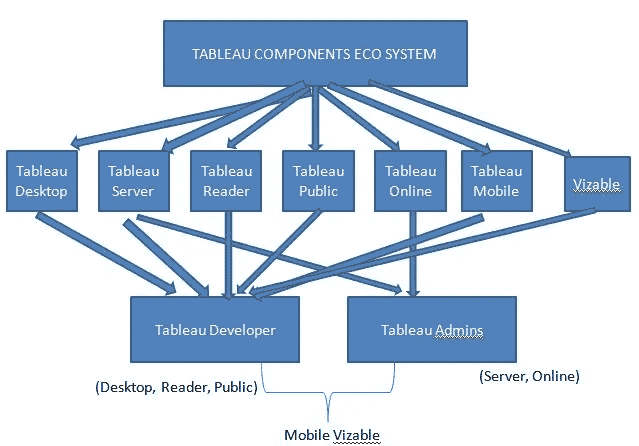 TABLEAU COMPONENTS ECO SYSTEM
Tableau
Desktop
Tableau
Server
Tableau
Reader
Tableau
Public
Tableau
Online
Tableau
Mobile
Vizable
Tableau Developer
Tableau Admins
(Desktop, Reader, Public)
(Server, Online)
Mobile Vizable